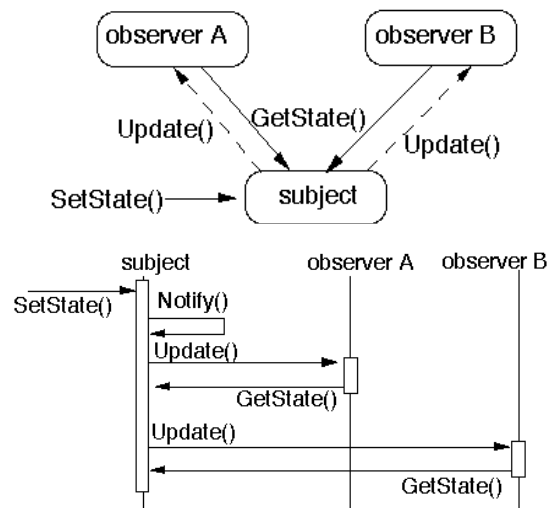 observer A
observer B
GetState()
Update()
Update()
SetState()
subject
subject
observer A
observer B
SetState()
Notify()
Update()
GetState()
Update()
GetState()